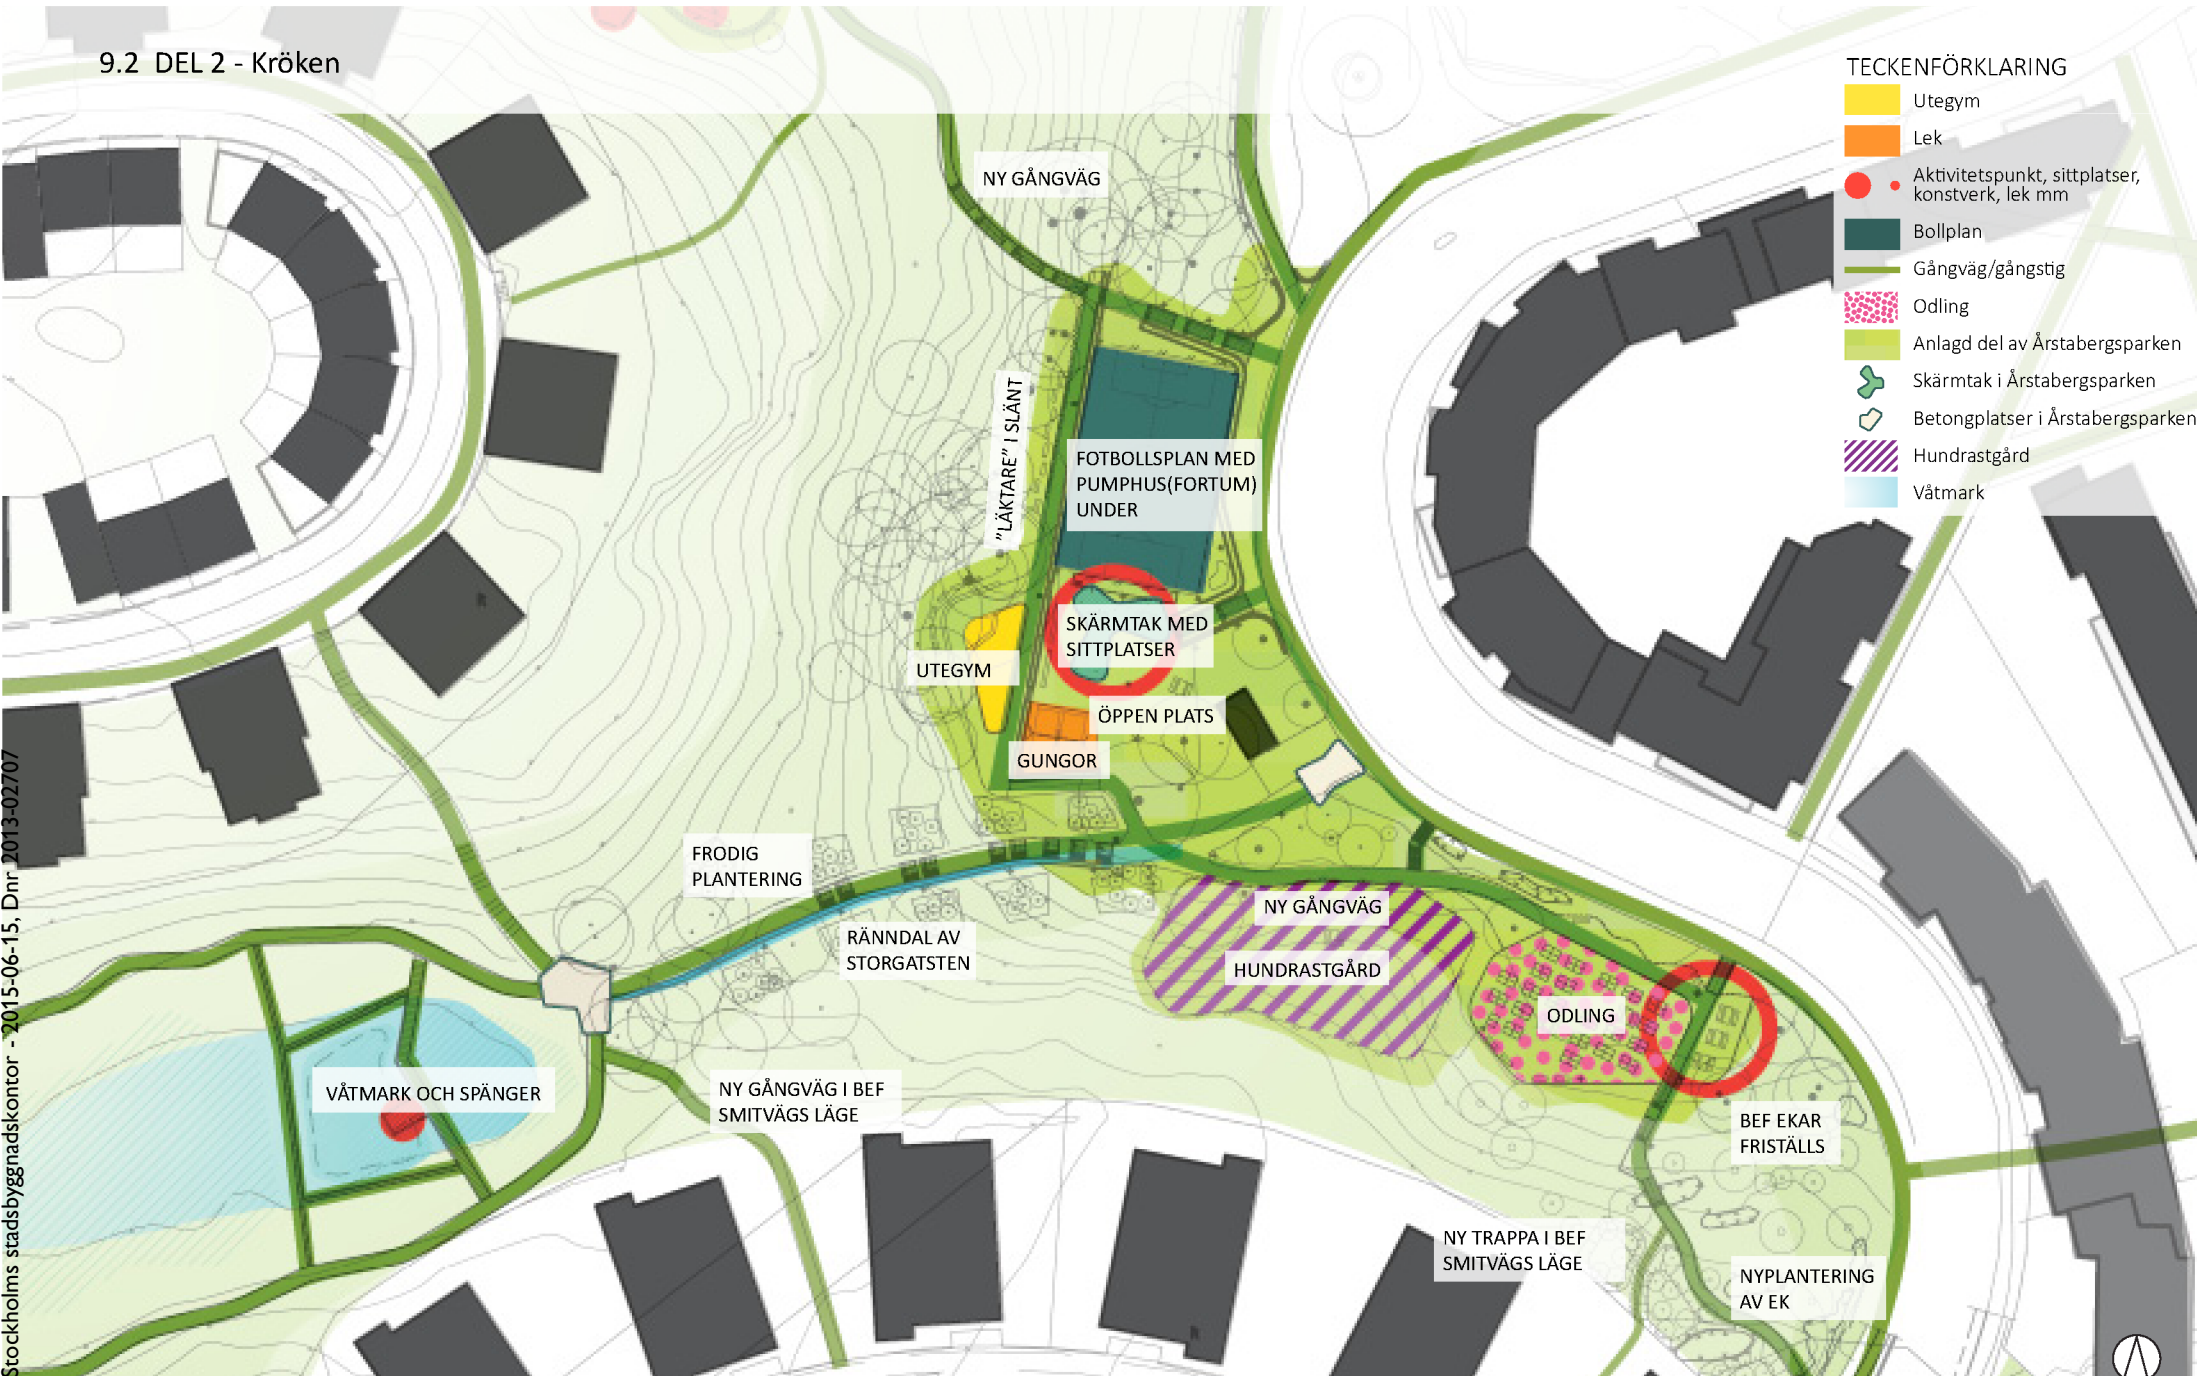 9.2  DEL 2 - Kröken
TECKENFÖRKLARING
Utegym
Lek
Aktivitetspunkt, sittplatser,
konstverk, lek mm
Bollplan
Gångväg/gångstig
Odling
Anlagd del av Årstabergsparken
Skärmtak i Årstabergsparken
Betongplatser i Årstabergsparken
Hundrastgård
Våtmark
NY GÅNGVÄG
"LÄKTARE" I SLÄNT
FOTBOLLSPLAN MED
PUMPHUS(FORTUM)
UNDER
SKÄRMTAK MED
SITTPLATSER
UTEGYM
ÖPPEN PLATS
GUNGOR
FRODIG
PLANTERING
RÄNNDAL AV
STORGATSTEN
NY GÅNGVÄG
HUNDRASTGÅRD
ODLING
VÅTMARK OCH SPÄNGER
NY GÅNGVÄG I BEF
SMITVÄGS LÄGE
BEF EKAR
FRISTÄLLS
NY TRAPPA I BEF
SMITVÄGS LÄGE
NYPLANTERING
AV EK
Stockholms stadsbyggnadskontor - 2015-06-15, Dnr 2013-02707